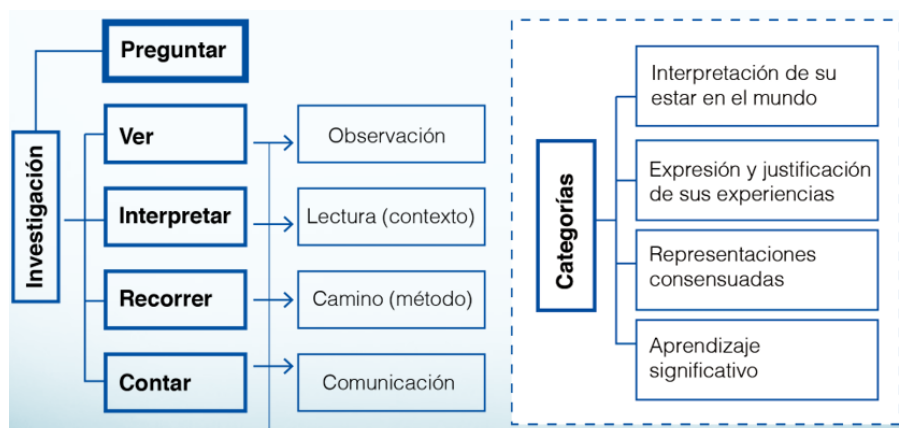 Investigación
Preguntar
Ver
Observación
Interpretar
Lectura (contexto)
Recorrer
Camino (método)
Contar
Comunicación
Categorías
Interpretación de su
estar en el mundo
Expresión y justificación
de sus experiencias
Representaciones
consensuadas
Aprendizaje
significativo